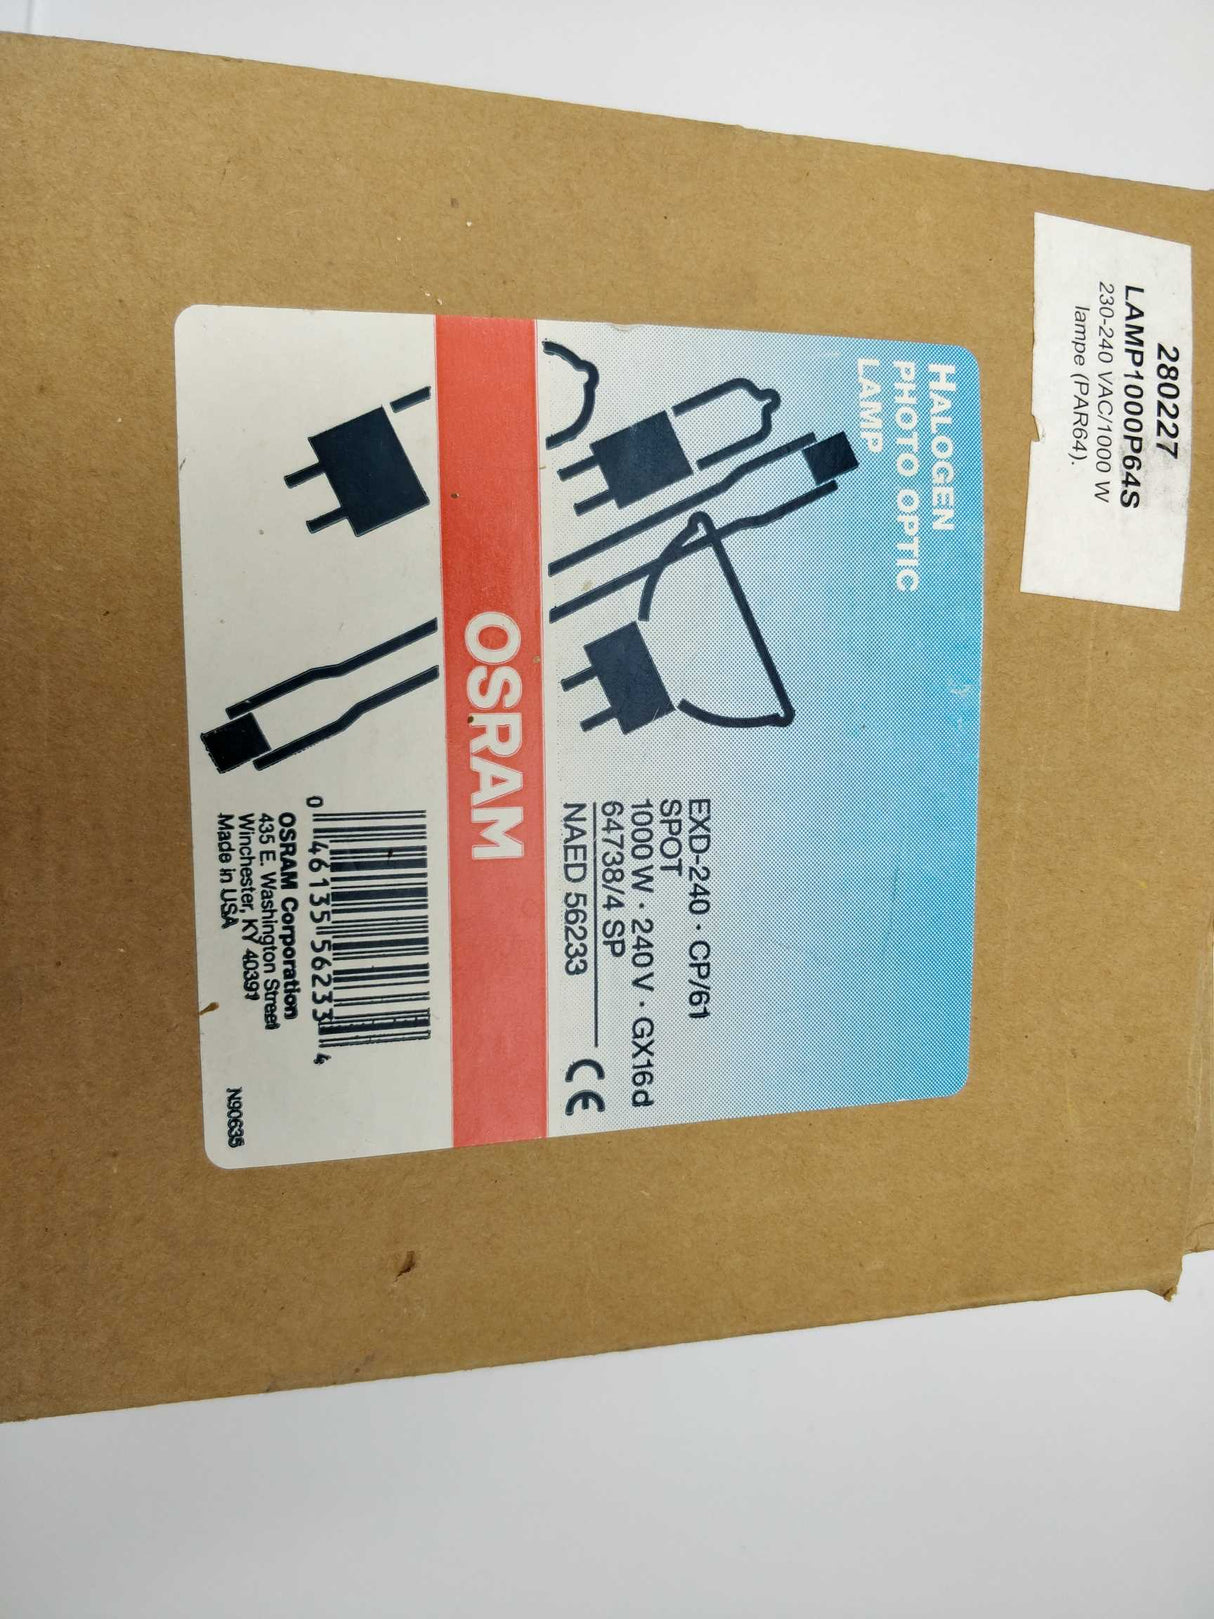 280227
LAMP1000P64S
230-240 VAC/1000 W
lampe (PAR64).
HALOGEN
PHOTO OPTIC
LAMP
EXD-240 · CP/61
SPOT
1000 W · 240 V · GX16d
64738/4 SP
NAED 56233
CE
OSRAM
0 46135 56233 4
OSRAM Corporation
435 E. Washington Street
Winchester, KY 40391
Made in USA
N90635